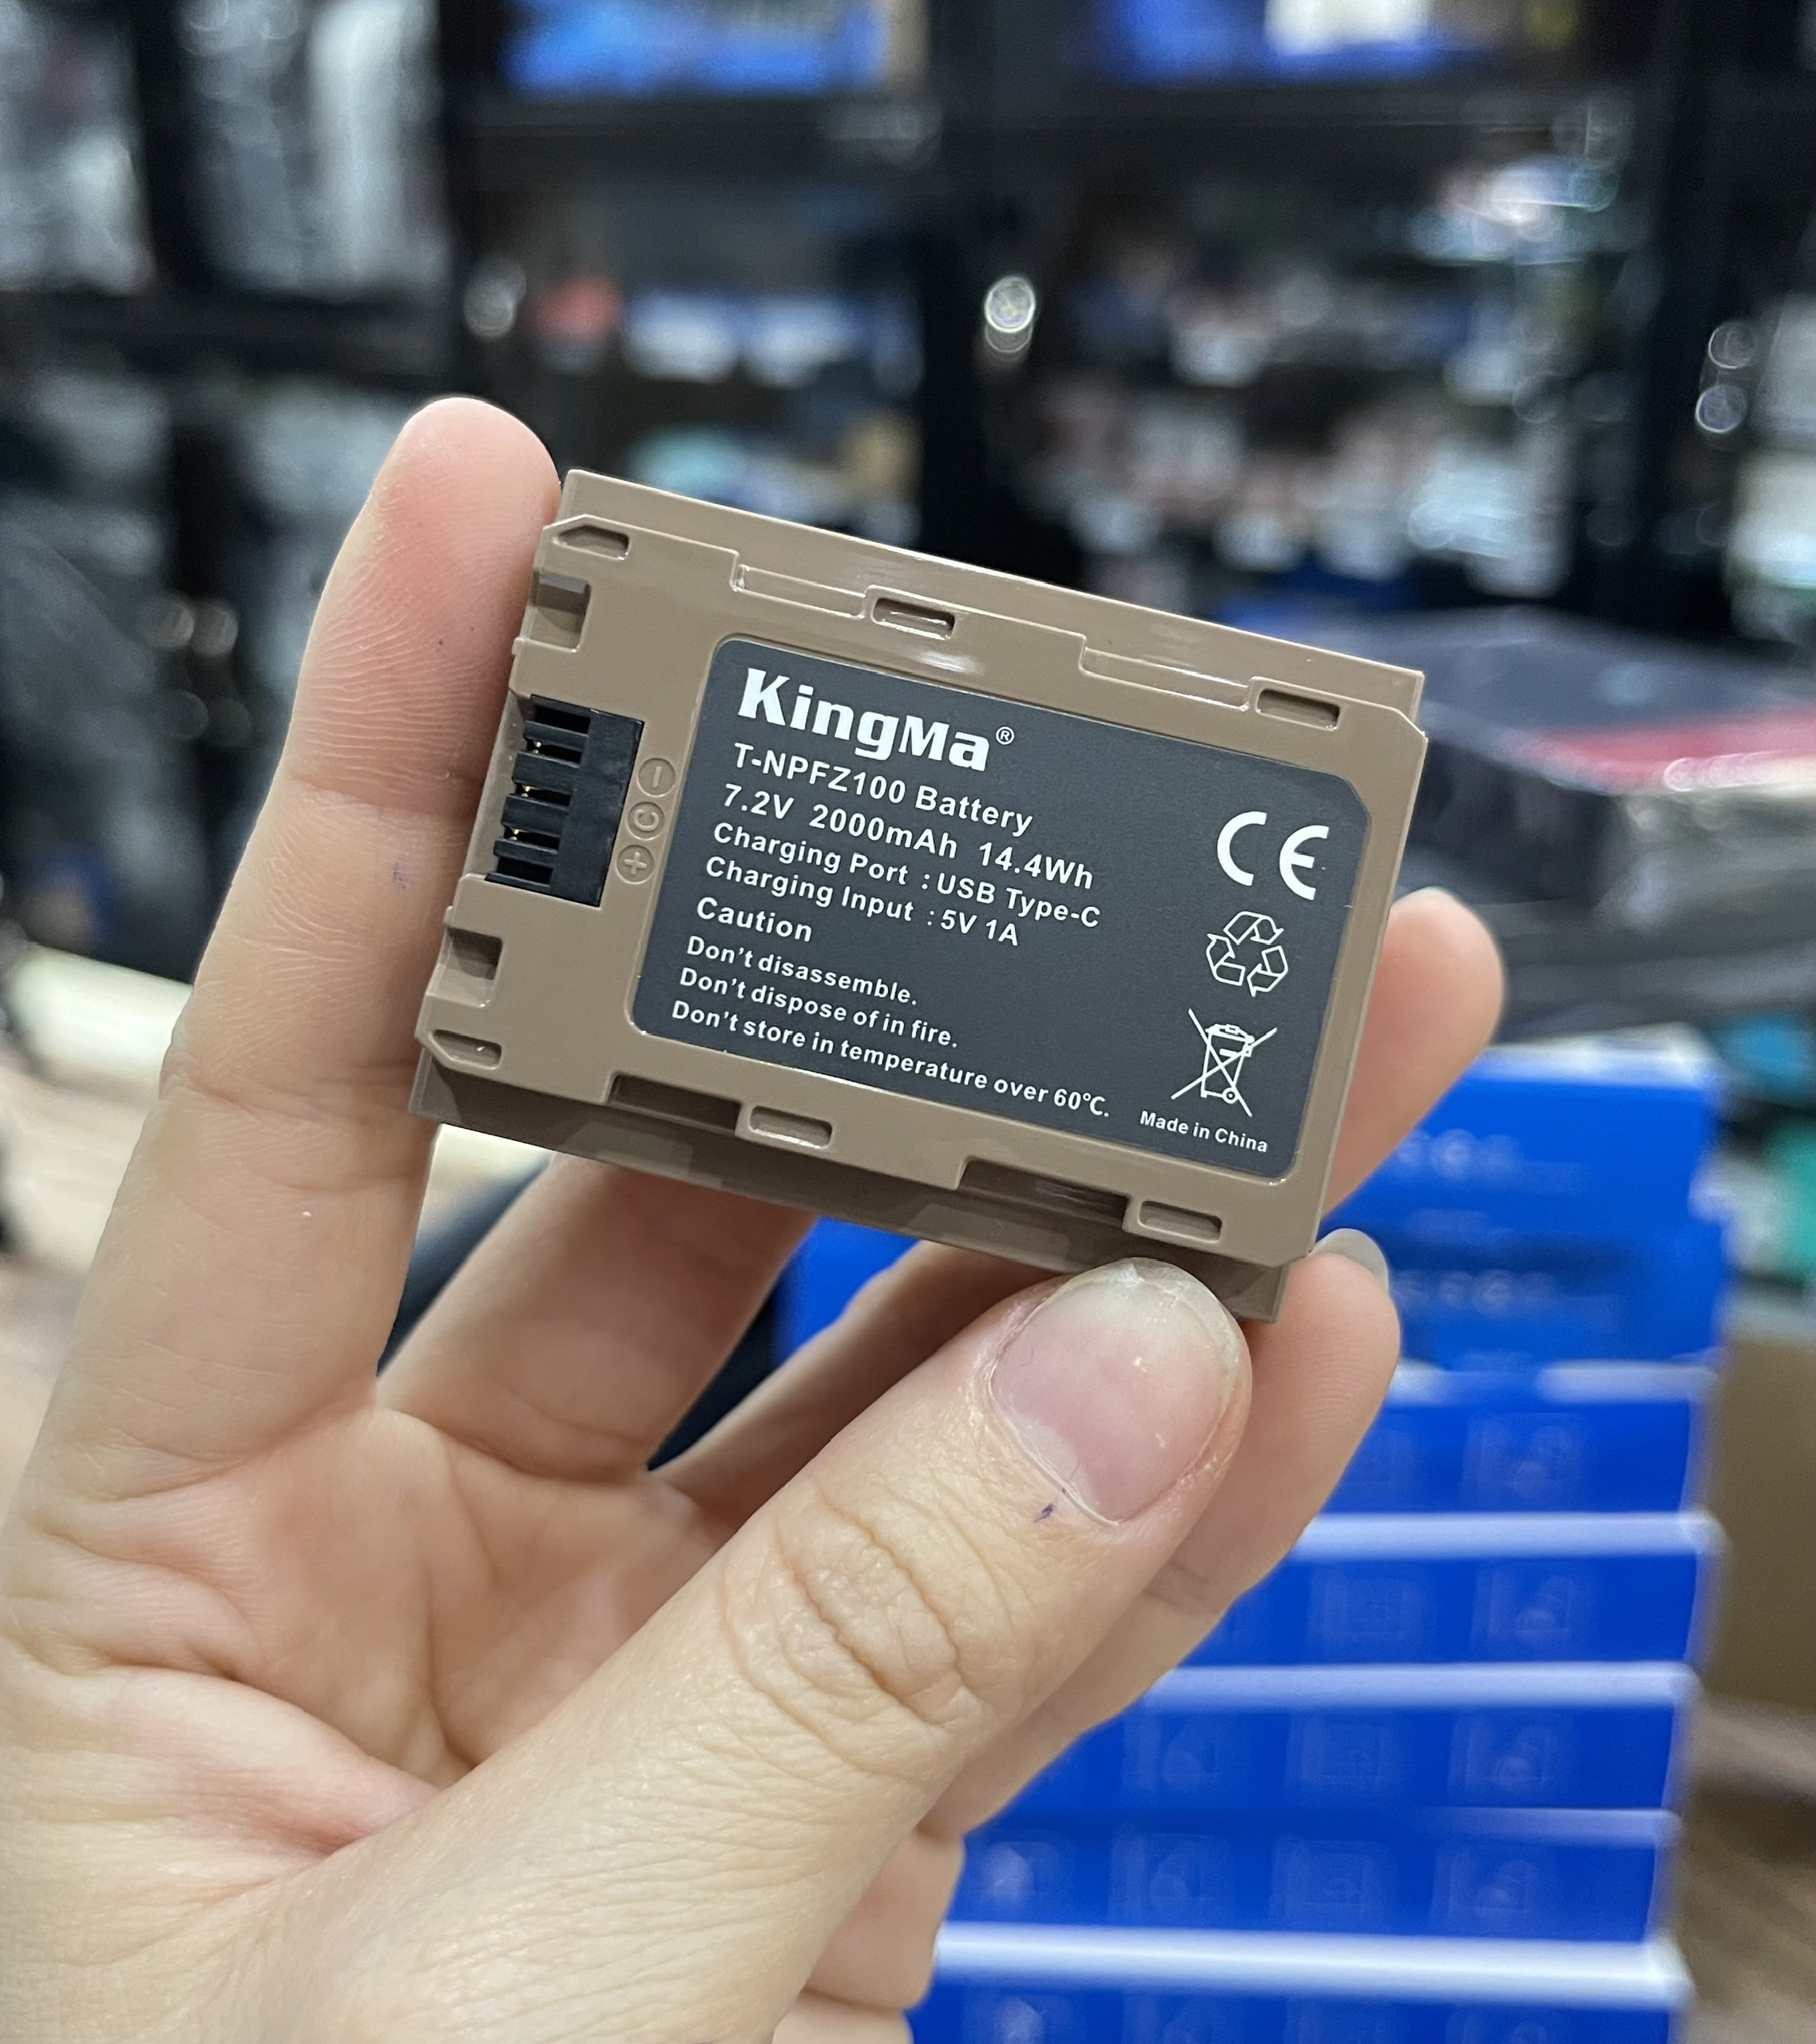 KingMa®
T-NPFZ100 Battery
7.2V 2000mAh 14.4Wh
Charging Port : USB Type-C
Charging Input : 5V 1A
Caution
Don't disassemble.
Don't dispose of in fire.
Don't store in temperature over 60℃.
CE
Made in China
− C +